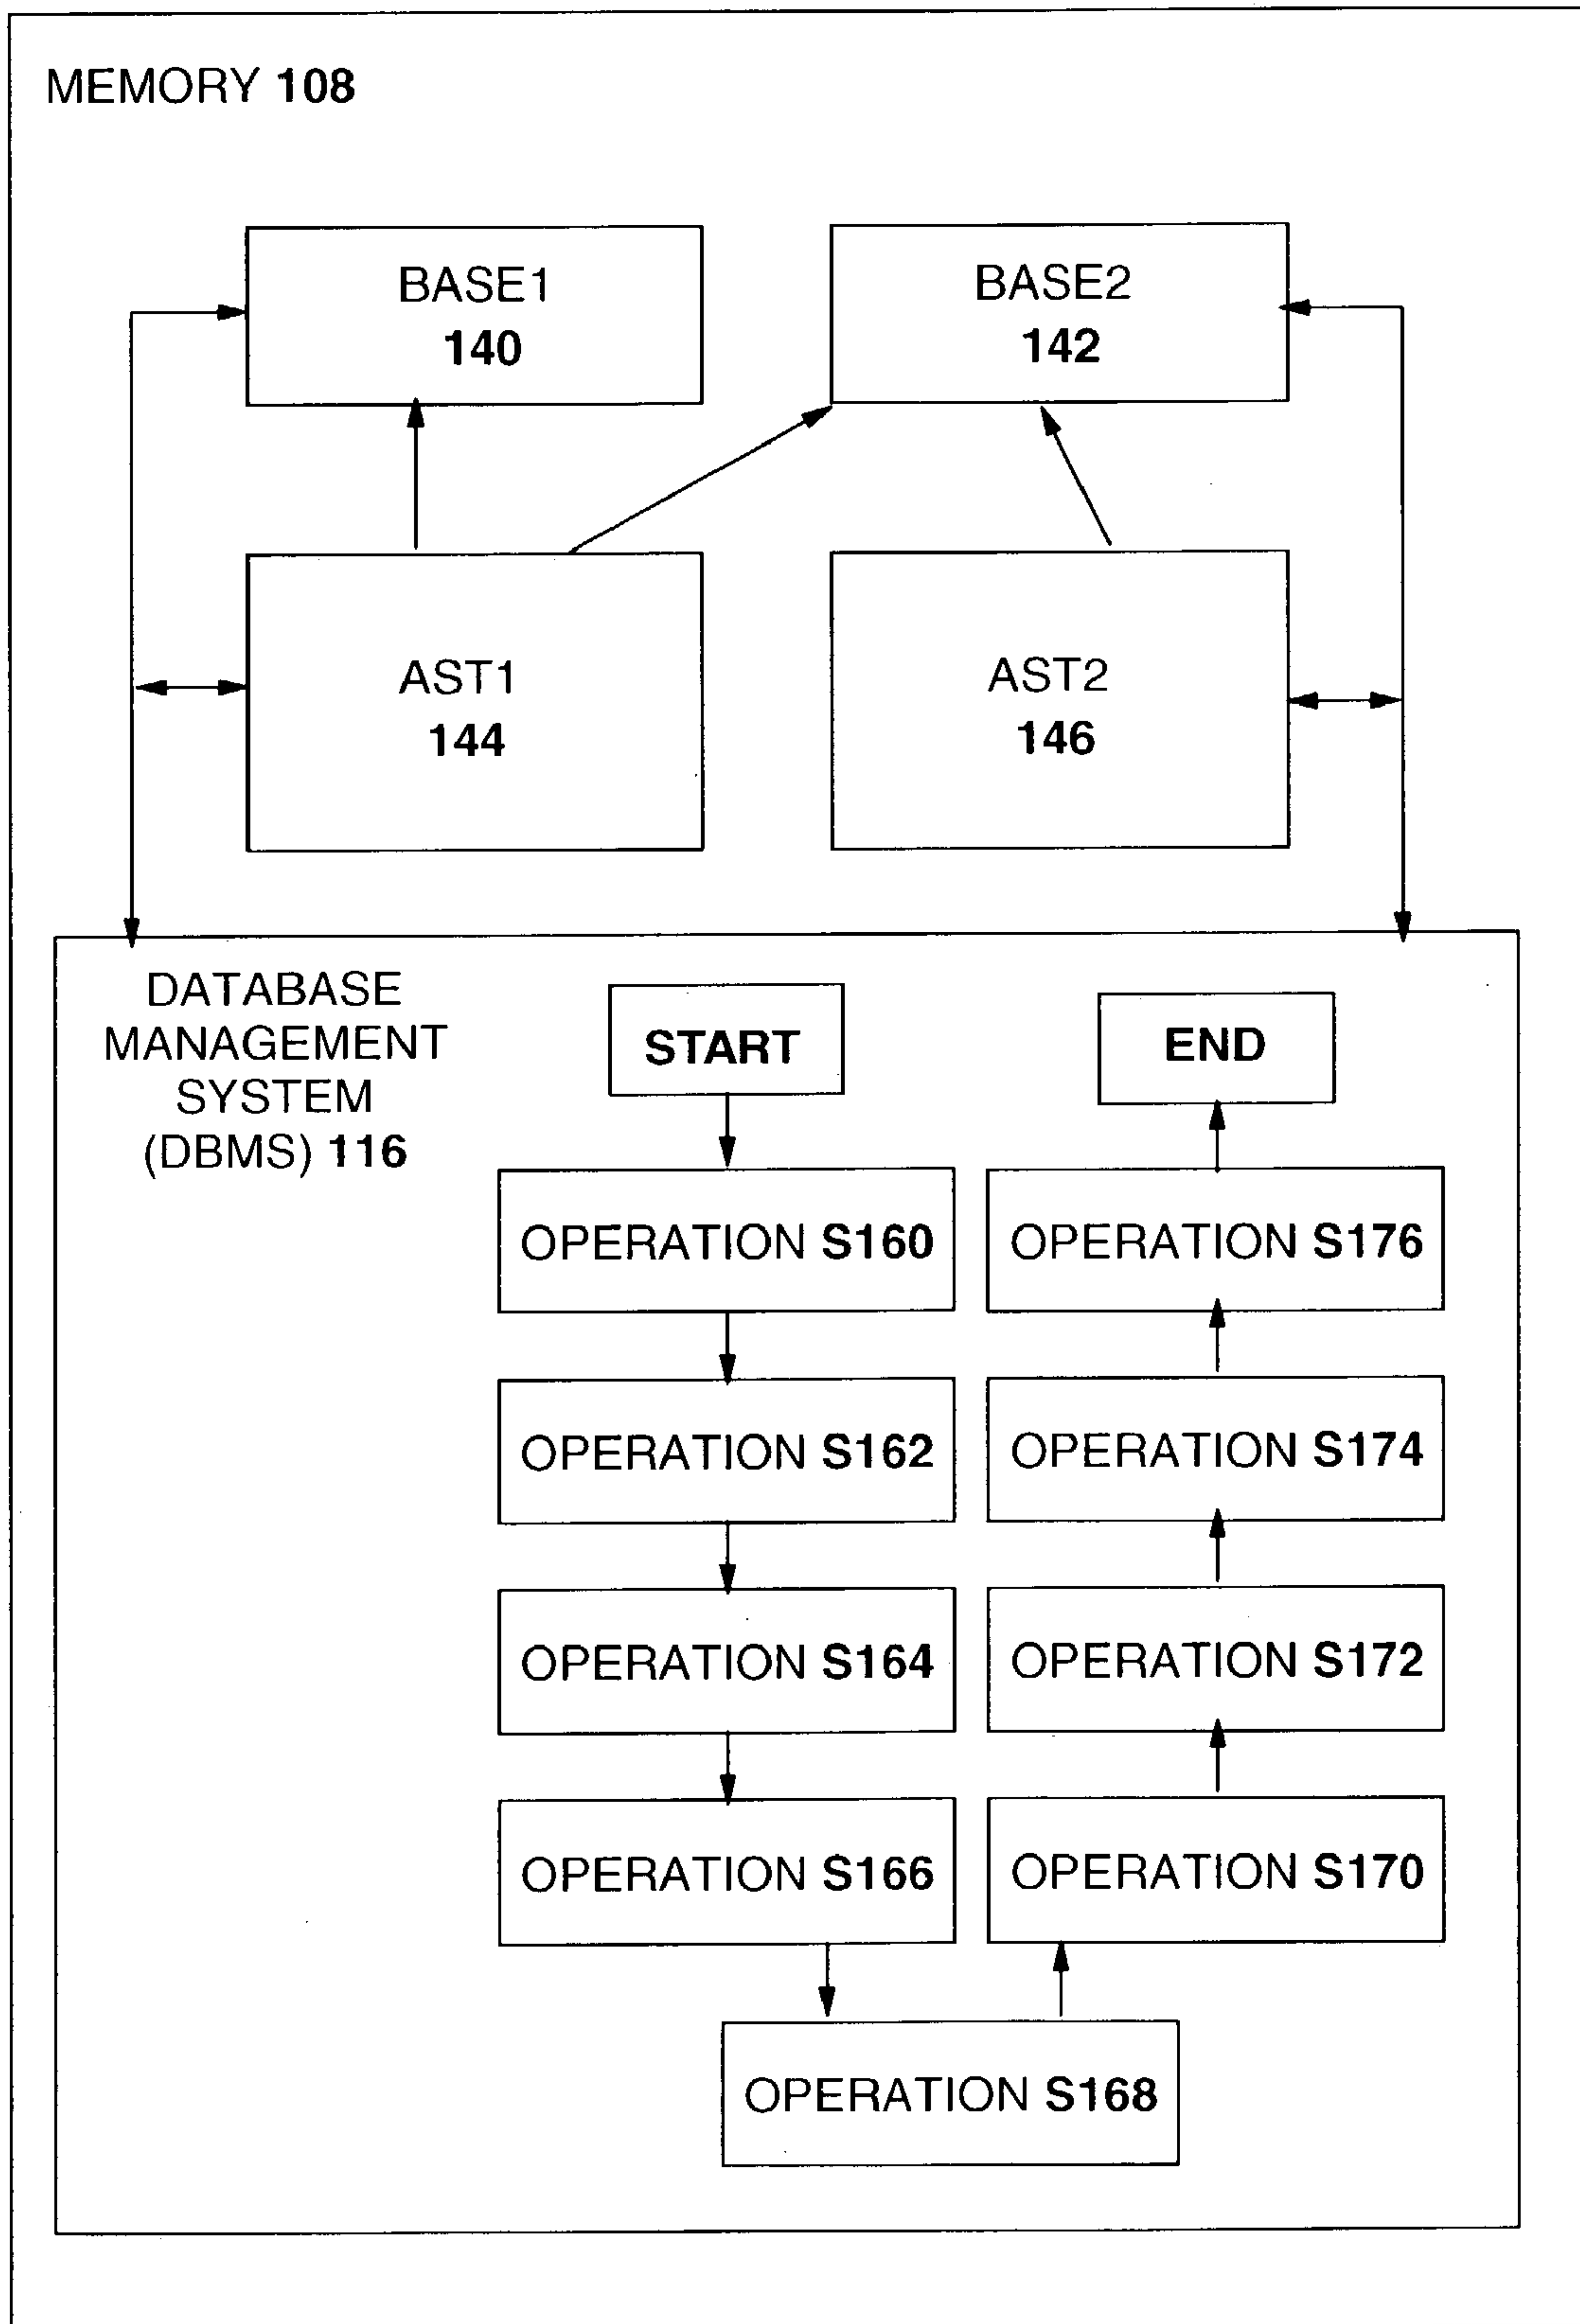 MEMORY 108
BASE1
140
BASE2
142
AST1
144
AST2
146
DATABASE
MANAGEMENT
SYSTEM
(DBMS) 116
START
OPERATION S160
OPERATION S162
OPERATION S164
OPERATION S166
OPERATION S168
OPERATION S170
OPERATION S172
OPERATION S174
OPERATION S176
END